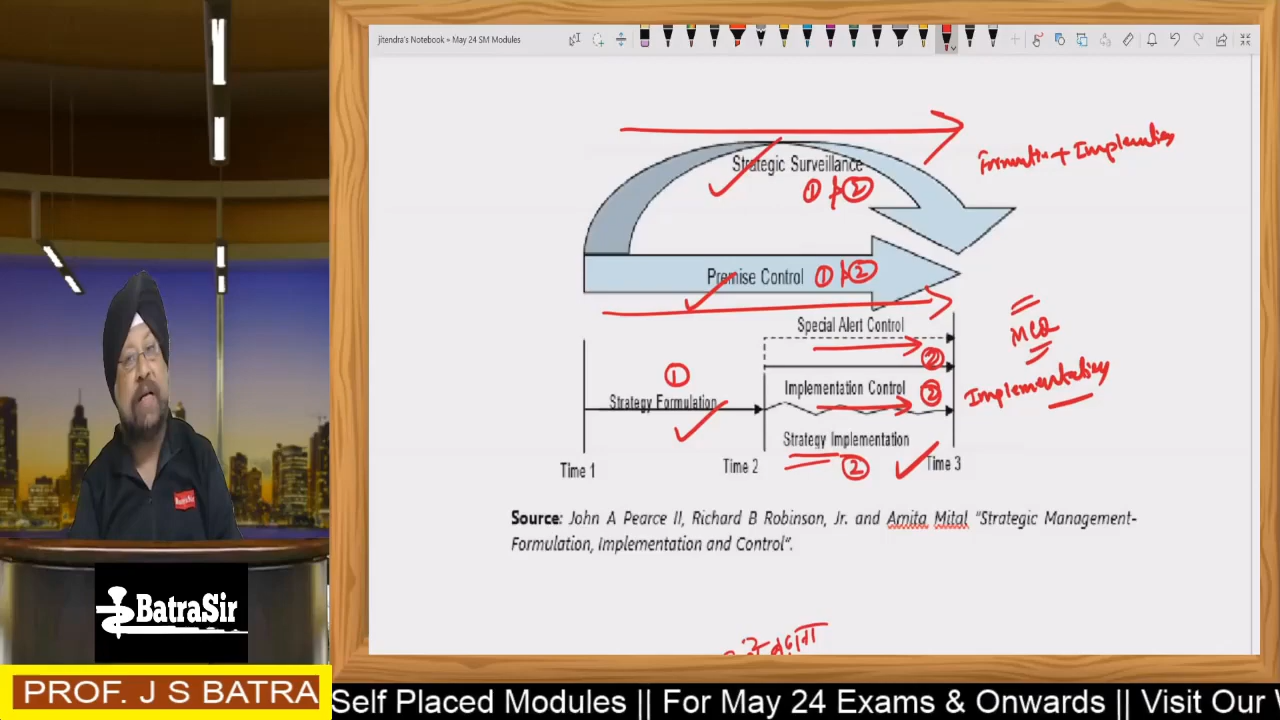 jitendra's Notebook » May 24 SM Modules
Strategic Surveillance
① & ②
Formulation + Implementation
Premise Control ① & ②
Special Alert Control
②
MCQ
①
Implementation Control ②
Implementation
Strategy Formulation
Strategy Implementation
②
Time 1
Time 2
Time 3
Source: John A Pearce II, Richard B Robinson, Jr. and Amita Mital “Strategic Management-
Formulation, Implementation and Control”.
BatraSir
BatraSir
PROF. J S BATRA
Self Placed Modules || For May 24 Exams & Onwards || Visit Our